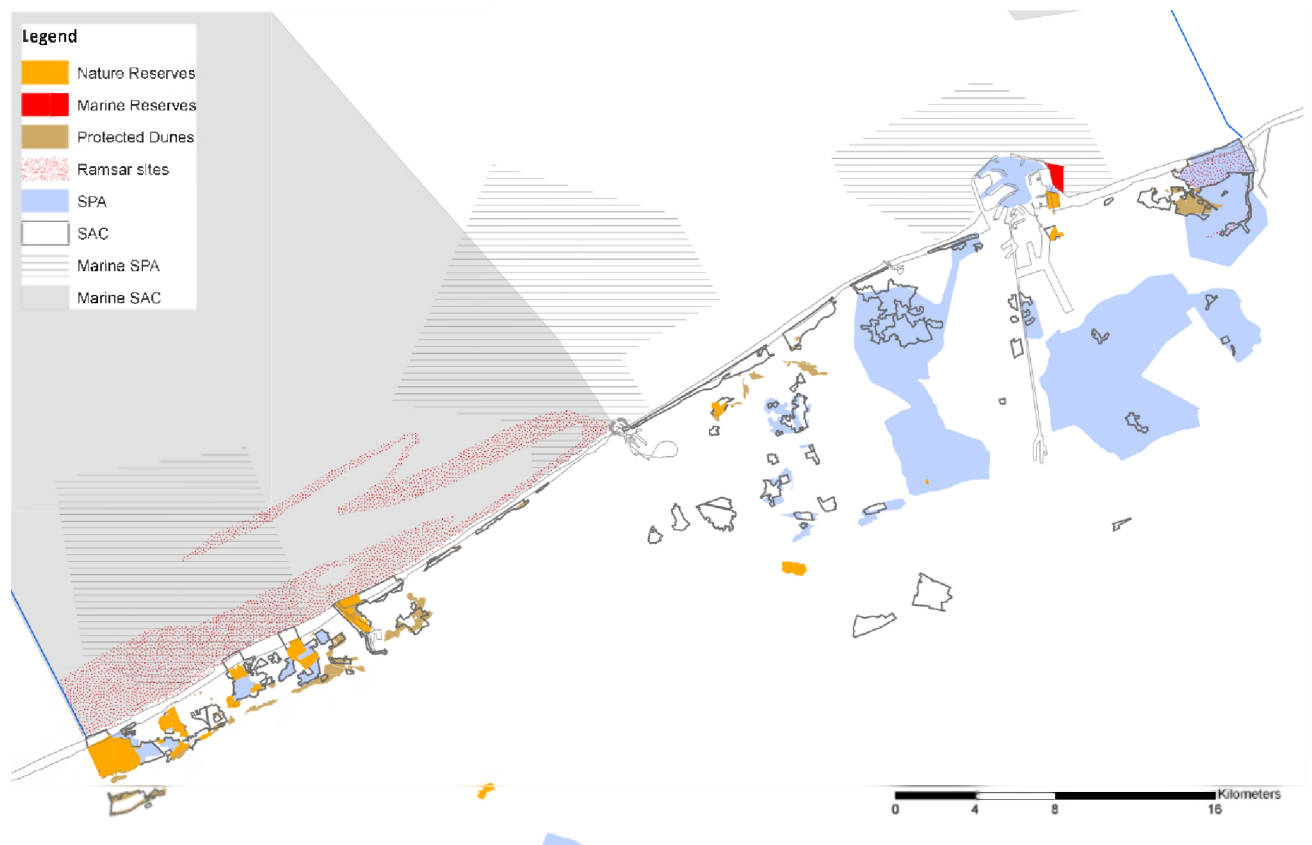 Legend
Nature Reserves
Marine Reserves
Protected Dunes
Ramsar sites
SPA
SAC
Marine SPA
Marine SAC
Kilometers
0 4 8 16